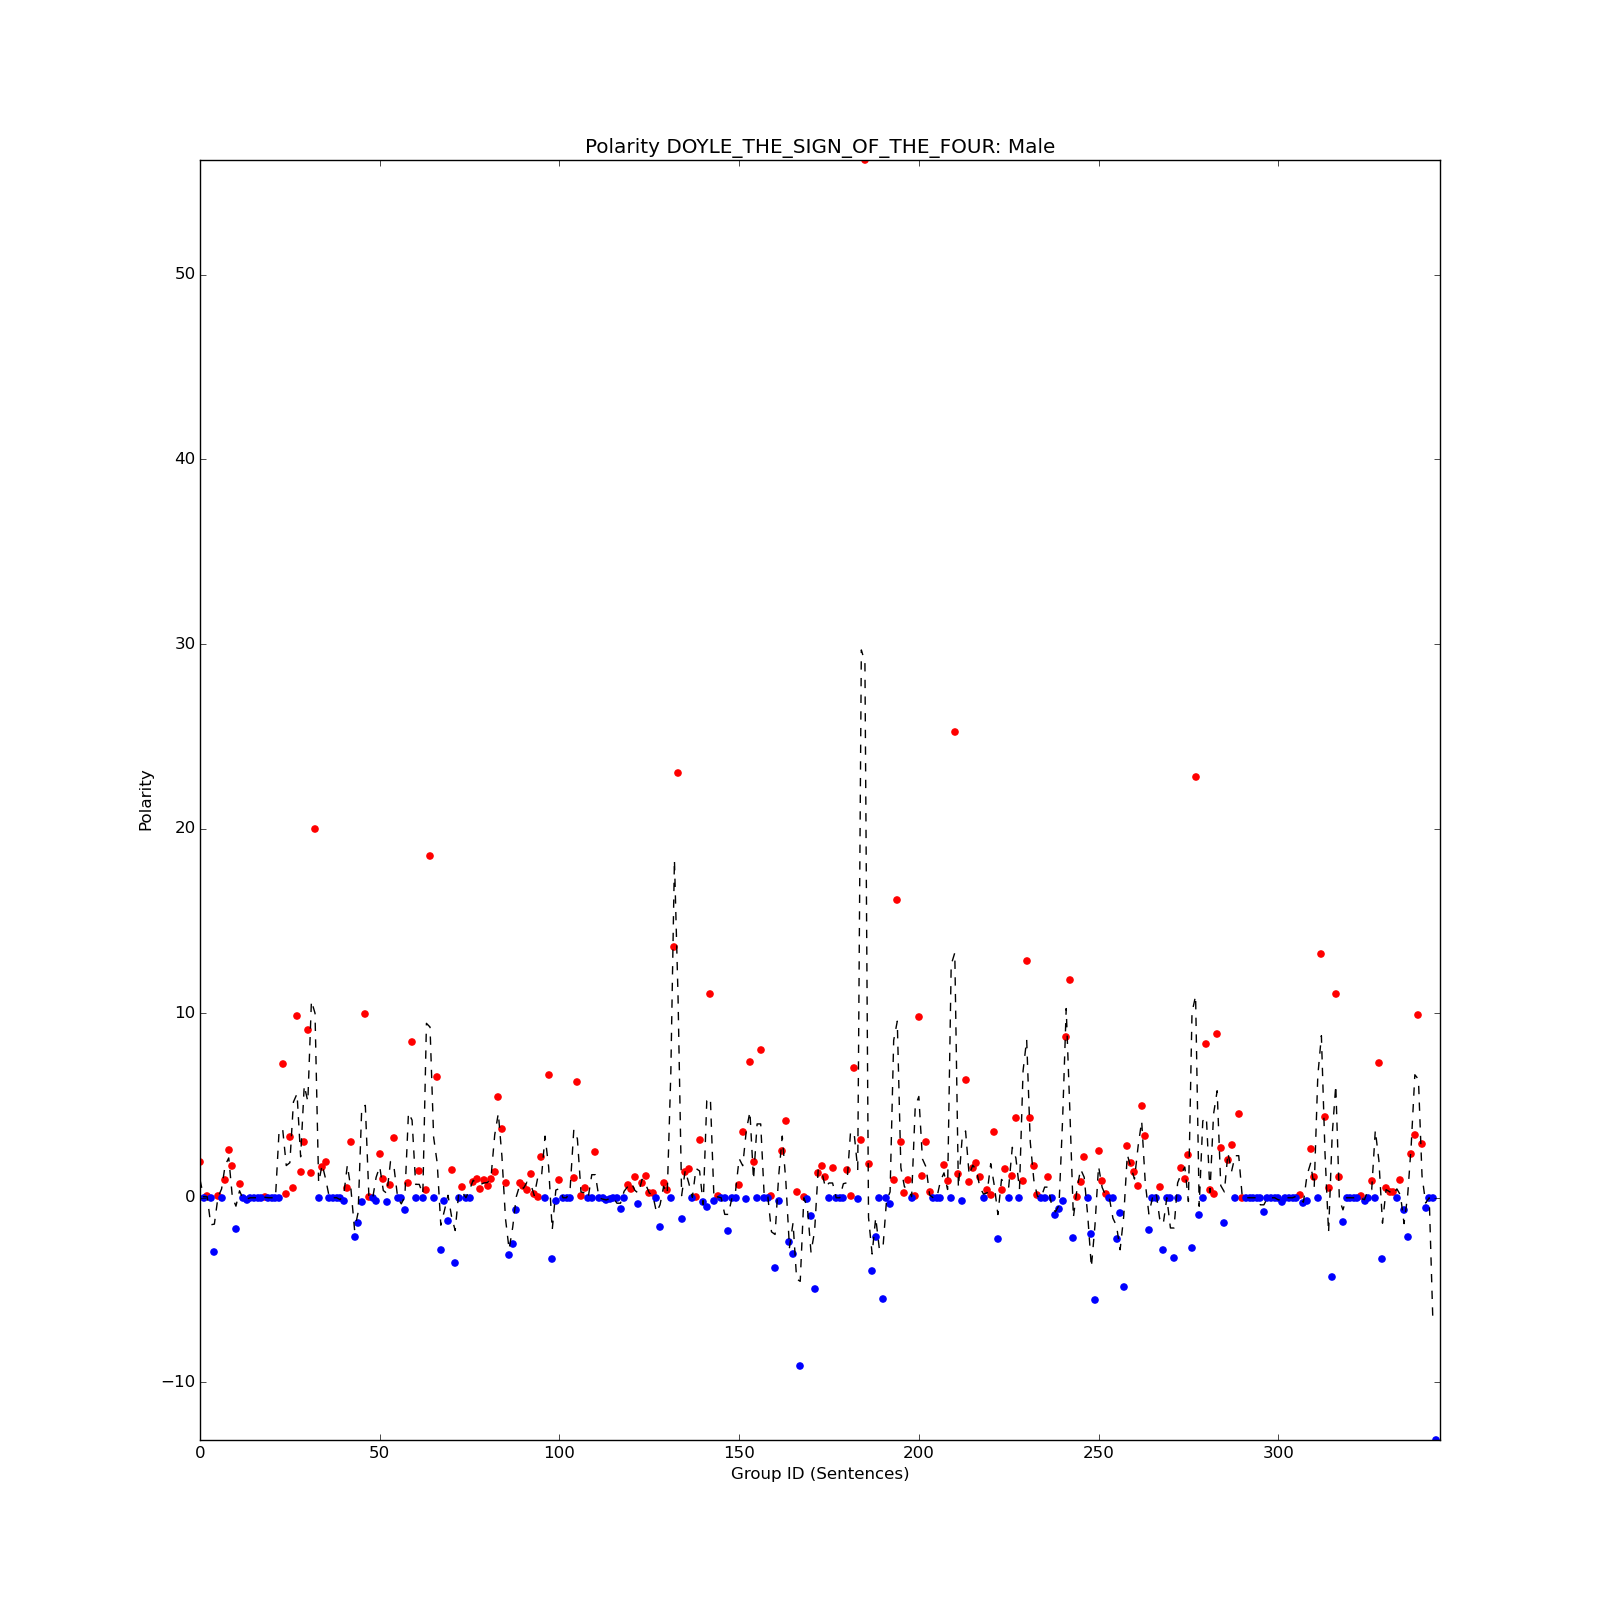 Polarity DOYLE_THE_SIGN_OF_THE_FOUR: Male
50
40
30
20
10
0
−10
Polarity
0 50 100 150 200 250 300
Group ID (Sentences)